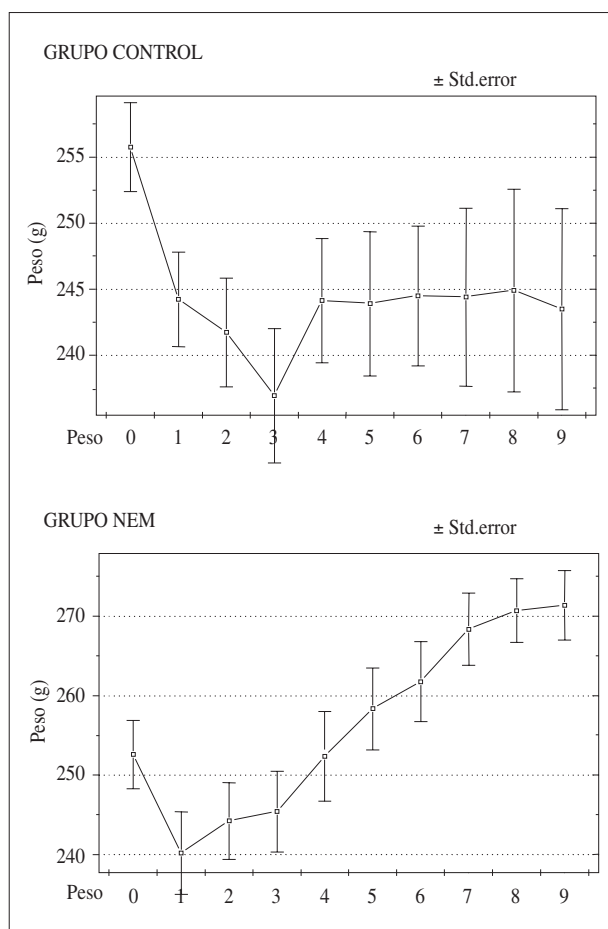 GRUPO CONTROL
± Std.error
255
250
245
240
Peso (g)
Peso 0 1 2 3 4 5 6 7 8 9
GRUPO NEM
± Std.error
270
260
250
240
Peso (g)
Peso 0 1 2 3 4 5 6 7 8 9